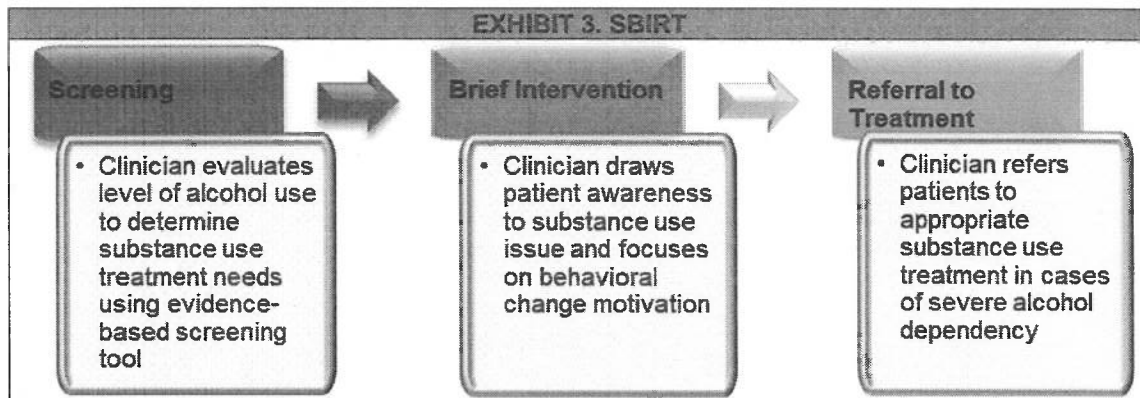 EXHIBIT 3. SBIRT
Screening
• Clinician evaluates
level of alcohol use
to determine
substance use
treatment needs
using evidence-
based screening
tool
Brief Intervention
• Clinician draws
patient awareness
to substance use
issue and focuses
on behavioral
change motivation
Referral to
Treatment
• Clinician refers
patients to
appropriate
substance use
treatment in cases
of severe alcohol
dependency